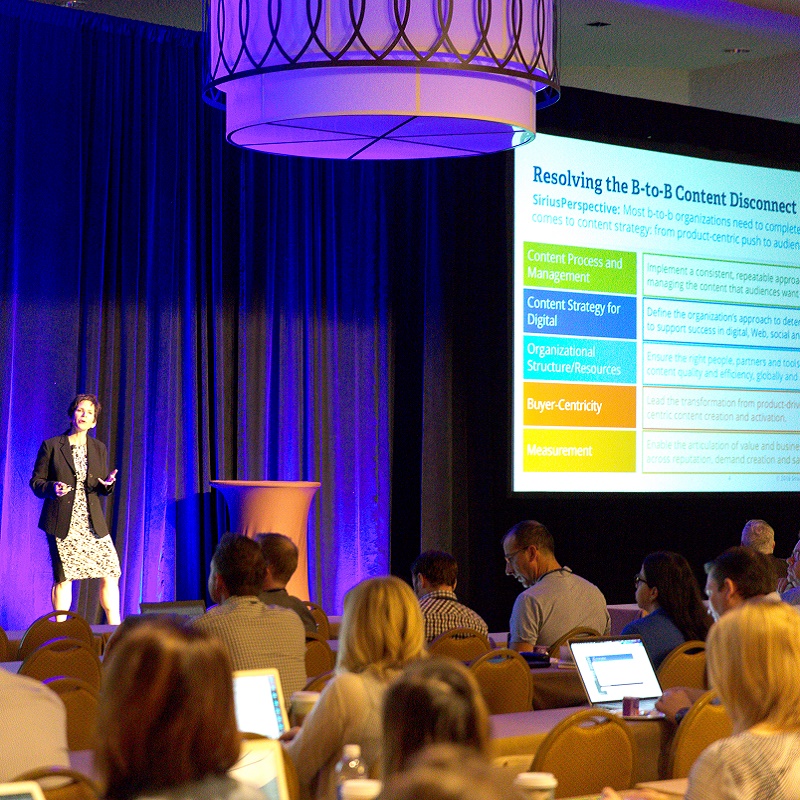 Resolving the B-to-B Content Disconnect
SiriusPerspective: Most b-to-b organizations need to complete
comes to content strategy: from product-centric push to audien
Content Process and
Management
Implement a consistent, repeatable approa
managing the content that audiences want
Content Strategy for
Digital
Define the organization's approach to deter
to support success in digital, Web, social an
Organizational
Structure/Resources
Ensure the right people, partners and tools
content quality and efficiency, globally and
Buyer-Centricity
Lead the transformation from product-driv
centric content creation and activation.
Measurement
Enable the articulation of value and busine
across reputation, demand creation and sa